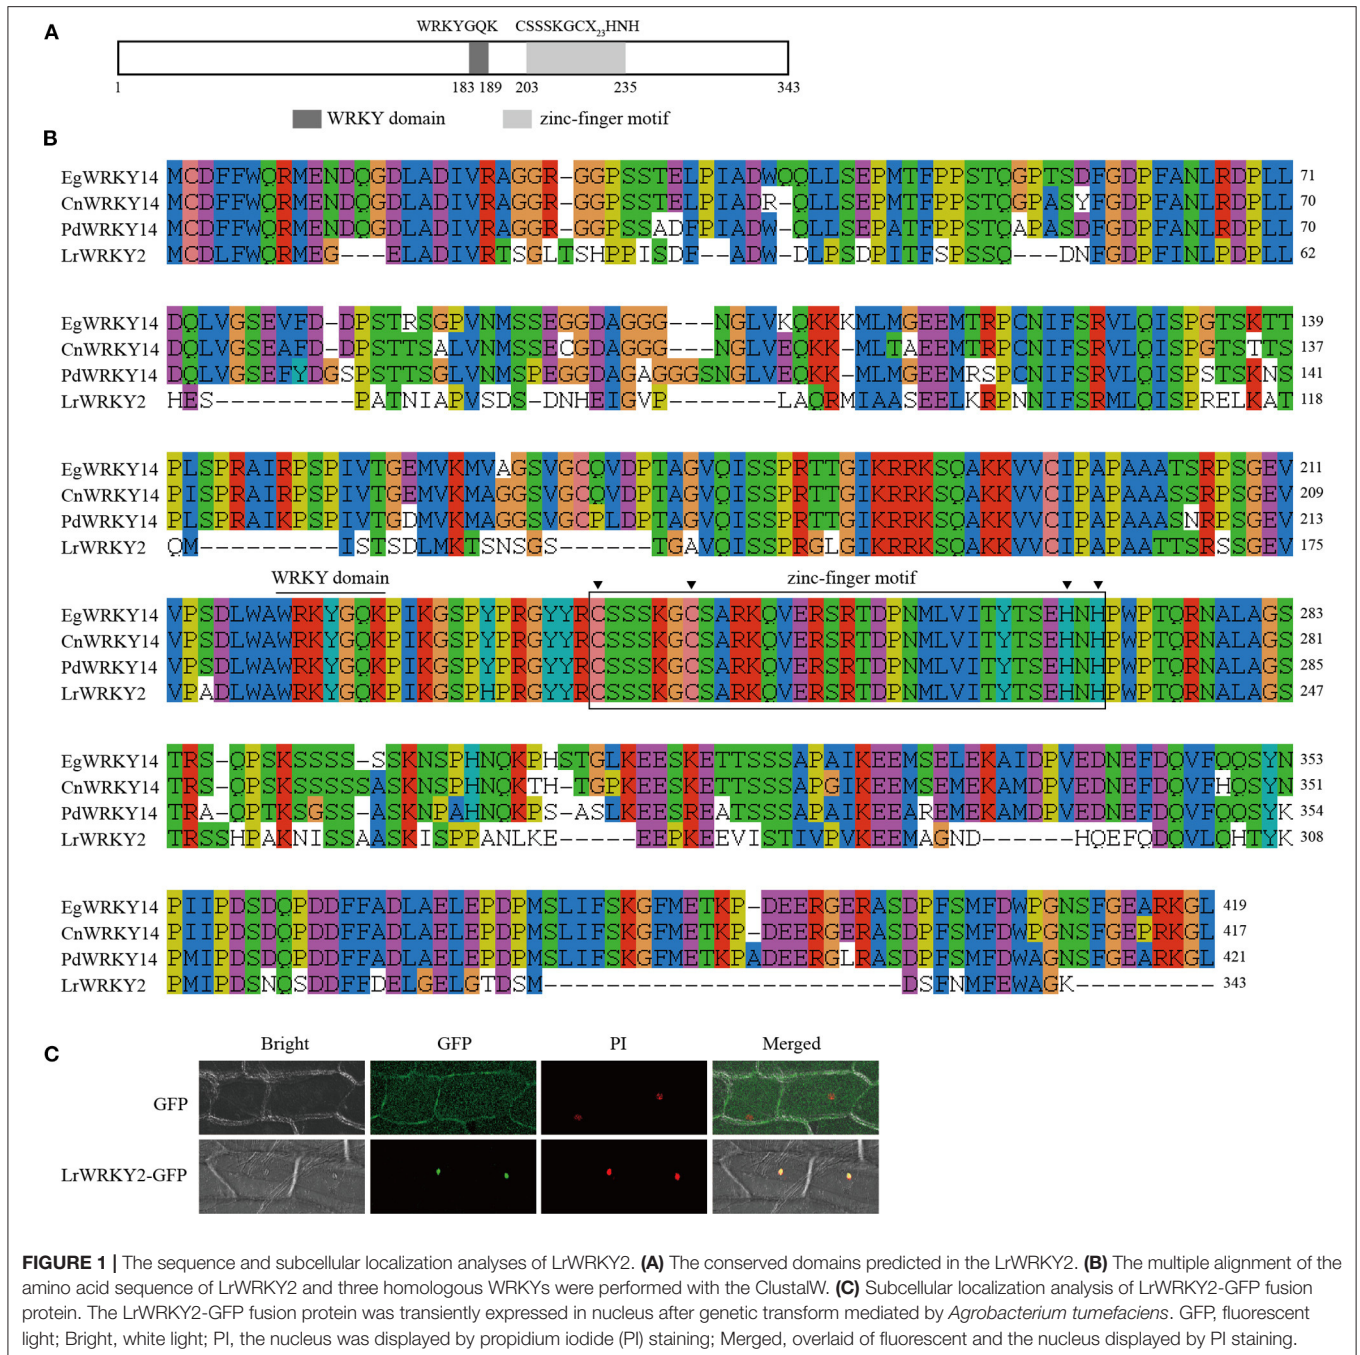 A
WRKYGQK CSSSKGCX23HNH
1 183 189 203 235 343
WRKY domain zinc-finger motif
B
EgWRKY14 MCDFFWQRMENDQGDLADIVRAGGR-GGPSSTELPIADWQQLLSEPMTFPPSTQGPTSDFGDPFANLRDPLL 71
CnWRKY14 MCDFFWQRMENDQGDLADIVRAGGR-GGPSSTELPIADR-QLLSEPMTFPPSTQGPASYFGDPFANLRDPLL 70
PdWRKY14 MCDFFWQRMENDQGDLADIVRAGGR-GGPSSADFPIADW-QLLSEPATFPPSTQAPASDFGDPFANLRDPLL 70
LrWRKY2 MCDLFWQRMEG---ELADIVRTSGLTSHPPISDF--ADW-DLPSDPITFSPSSQ---DNFGDPFINLPDPLL 62
EgWRKY14 DQLVGSEVFD-DPSTRSGPVNMSSEGGDAGGG---NGLVKQKKKMLMGEEMTRPCNIFSRVLQISPGTSKTT 139
CnWRKY14 DQLVGSEAFD-DPSTTSALVNMSSECGDAGGG---NGLVEQKK-MLTAEEMTRPCNIFSRVLQISPGTSTTS 137
PdWRKY14 DQLVGSEFYDGSPSTTSGLVNMSPEGGDAGAGGGSNGLVEQKK-MLMGEEMRSPCNIFSRVLQISPSTSKNS 141
LrWRKY2 HES---------PATNIAPVSDS-DNHEIGVP-------LAQRMIAASEELKRPNNIFSRMLQISPRELKAT 118
EgWRKY14 PLSPRAIRPSPIVTGEMVKMVAGSVGCQVDPTAGVQISSPRTTGIKRRKSQAKKVVCIPAPAAATSRPSGEV 211
CnWRKY14 PISPRAIRPSPIVTGEMVKMAGGSVGCQVDPTAGVQISSPRTTGIKRRKSQAKKVVCIPAPAAASSRPSGEV 209
PdWRKY14 PLSPRAIKPSPIVTGDMVKMAGGSVGCPLDPTAGVQISSPRTTGIKRRKSQAKKVVCIPAPAAASNRPSGEV 213
LrWRKY2 QM---------ISTSDLMKTSNSGS------TGAVQISSPRGLGIKRRKSQAKKVVCIPAPAATTSRSSGEV 175
WRKY domain zinc-finger motif
EgWRKY14 VPSDLWAWRKYGQKPIKGSPYPRGYYRCSSSKGCSARKQVERSRTDPNMLVITYTSEHNHPWPTQRNALAGS 283
CnWRKY14 VPSDLWAWRKYGQKPIKGSPYPRGYYRCSSSKGCSARKQVERSRTDPNMLVITYTSEHNHPWPTQRNALAGS 281
PdWRKY14 VPSDLWAWRKYGQKPIKGSPYPRGYYRCSSSKGCSARKQVERSRTDPNMLVITYTSEHNHPWPTQRNALAGS 285
LrWRKY2 VPADLWAWRKYGQKPIKGSPHPRGYYRCSSSKGCSARKQVERSRTDPNMLVITYTSEHNHPWPTQRNALAGS 247
EgWRKY14 TRS-QPSKSSSSS-SSKNSPHNQKPHSTGLKEESKETTSSSAPAIKEEMSELEKAIDPVEDNEFDQVFQQSYN 353
CnWRKY14 TRS-QPSKSSSSSASKNSPHNQKTH-TGPKEESKETTSSSAPGIKEEMSEMEKAMDPVEDNEFDQVFHQSYN 351
PdWRKY14 TRA-QPTKSGSS-ASKNPAHNQKPS-ASLKEESREATSSSAPAIKEEAREMEKAMDPVEDNEFDQVFQQSYK 354
LrWRKY2 TRSSHPAKNISSAASKISPPANLKE-----EEPKEEVISTIVPVKEEMAGND------HQEFQDQVLQHTYK 308
EgWRKY14 PIIPDSDQPDDFFADLAELEPDPMSLIFSKGFMETKP-DEERGERASDPFSMFDWPGNSFGEARKGL 419
CnWRKY14 PIIPDSDQPDDFFADLAELEPDPMSLIFSKGFMETKP-DEERGERASDPFSMFDWPGNSFGEPRKGL 417
PdWRKY14 PMIPDSDQPDDFFADLAELEPDPMSLIFSKGFMETKPADEERGLRASDPFSMFDWAGNSFGEARKGL 421
LrWRKY2 PMIPDSNQSDDFFDELGELGTDSM-----------------------DSFNMFEWAGK--------- 343
C
Bright GFP PI Merged
GFP
LrWRKY2-GFP
FIGURE 1 | The sequence and subcellular localization analyses of LrWRKY2. (A) The conserved domains predicted in the LrWRKY2. (B) The multiple alignment of the
amino acid sequence of LrWRKY2 and three homologous WRKYs were performed with the ClustalW. (C) Subcellular localization analysis of LrWRKY2-GFP fusion
protein. The LrWRKY2-GFP fusion protein was transiently expressed in nucleus after genetic transform mediated by Agrobacterium tumefaciens. GFP, fluorescent
light; Bright, white light; PI, the nucleus was displayed by propidium iodide (PI) staining; Merged, overlaid of fluorescent and the nucleus displayed by PI staining.